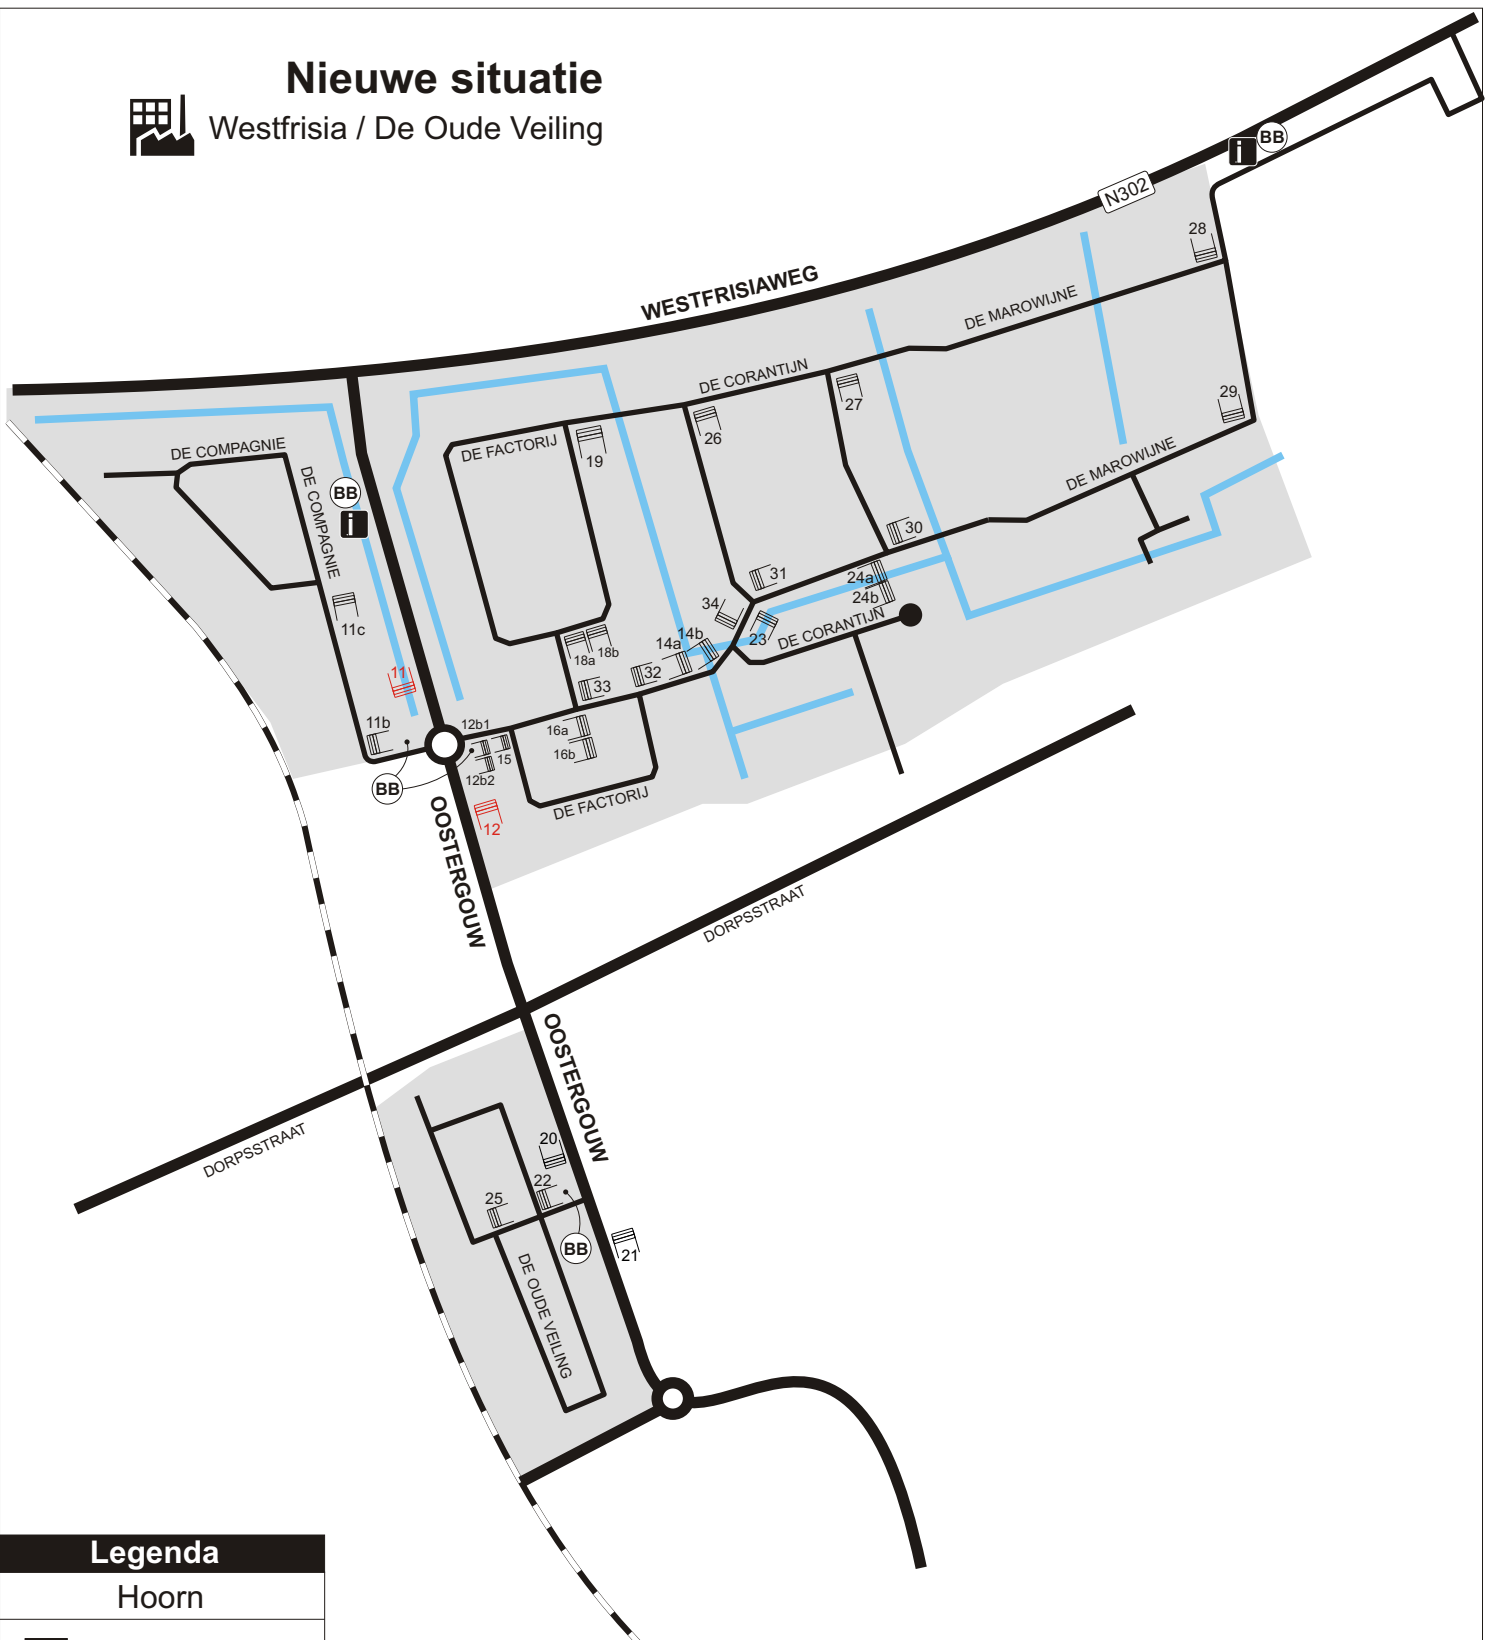 Nieuwe situatie
Westfrisia / De Oude Veiling
BB
i
N302
28
WESTFRISIAWEG
DE MAROWIJNE
DE CORANTIJN
27
29
26
DE COMPAGNIE
DE FACTORIJ
19
DE MAROWIJNE
DE COMPAGNIE
BB
i
30
31
24a
24b
11c
34
23
DE CORANTIJN
14b
14a
18a
18b
11
32
33
11b
12b1
16a
15
16b
12b2
BB
DE FACTORIJ
12
OOSTERGOUW
DORPSSTRAAT
OOSTERGOUW
DORPSSTRAAT
20
22
25
BB
21
DE OUDE VEILING
Legenda
Hoorn